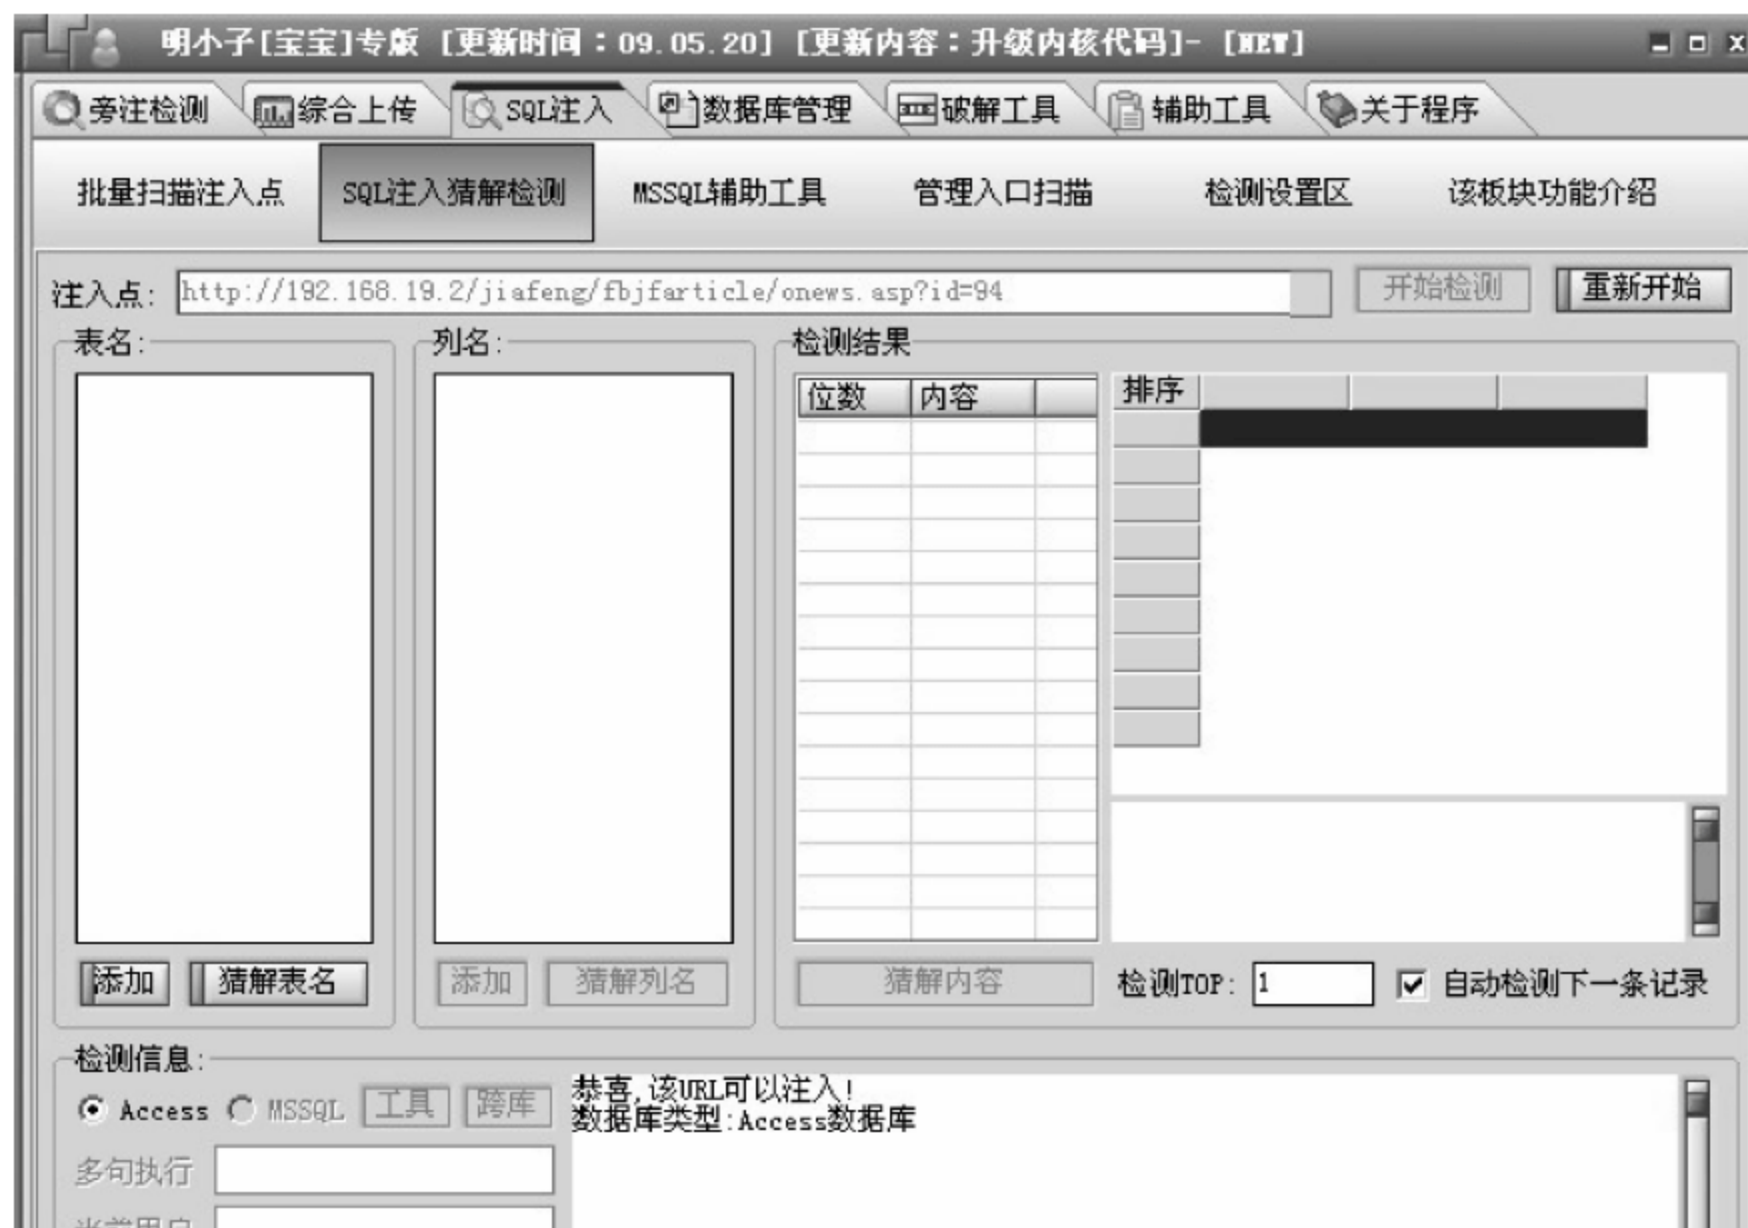 明小子[宝宝]专版 [更新时间：09.05.20] [更新内容：升级内核代码]- [NET]
旁注检测 综合上传 SQL注入 数据库管理 破解工具 辅助工具 关于程序
批量扫描注入点 SQL注入猜解检测 MSSQL辅助工具 管理入口扫描 检测设置区 该板块功能介绍
注入点: http://192.168.19.2/jiafeng/fbjfarticle/onews.asp?id=94 开始检测 重新开始
表名: 列名: 检测结果
位数 内容 排序
添加 猜解表名 添加 猜解列名 猜解内容 检测TOP: 1 自动检测下一条记录
检测信息:
恭喜,该URL可以注入!
Access MSSQL 工具 跨库
数据库类型:Access数据库
多句执行